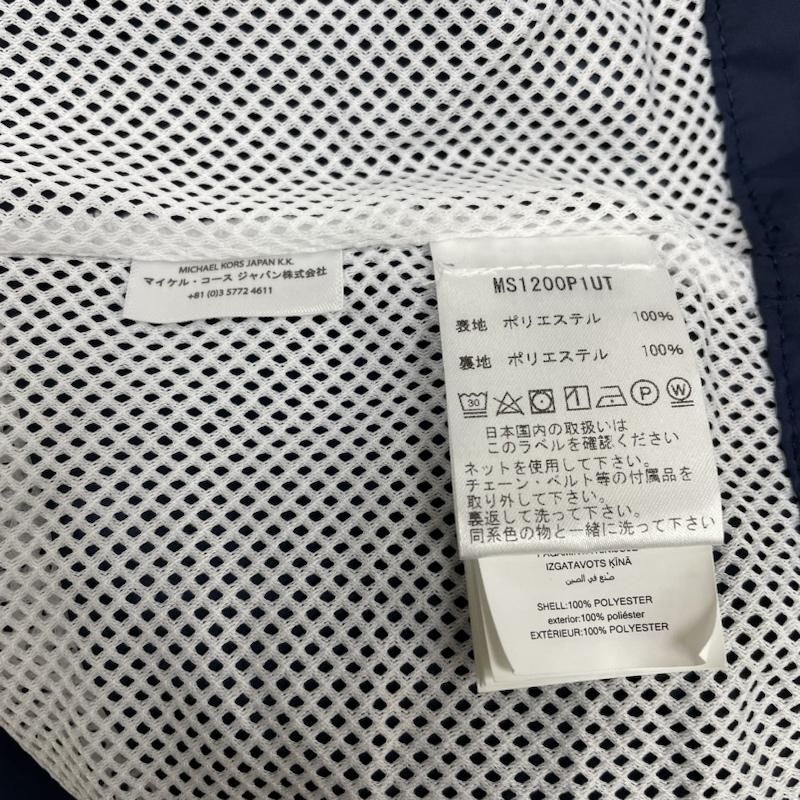 MICHAEL KORS JAPAN K.K.
マイケル・コース ジャパン株式会社
+81 (0)3 5772 4611
MS1200P1UT
表地 ポリエステル 100%
裏地 ポリエステル 100%
30 P W
日本国内の取扱いは
このラベルを確認ください
ネットを使用して下さい。
チェーン・ベルト等の付属品を
取り外して下さい。
裏返して洗って下さい。
同系色の物と一緒に洗って下さい
IZGATAVOTS ĶĪNĀ
صنع في الصين
SHELL:100% POLYESTER
exterior:100% poliéster
EXTÉRIEUR:100% POLYESTER